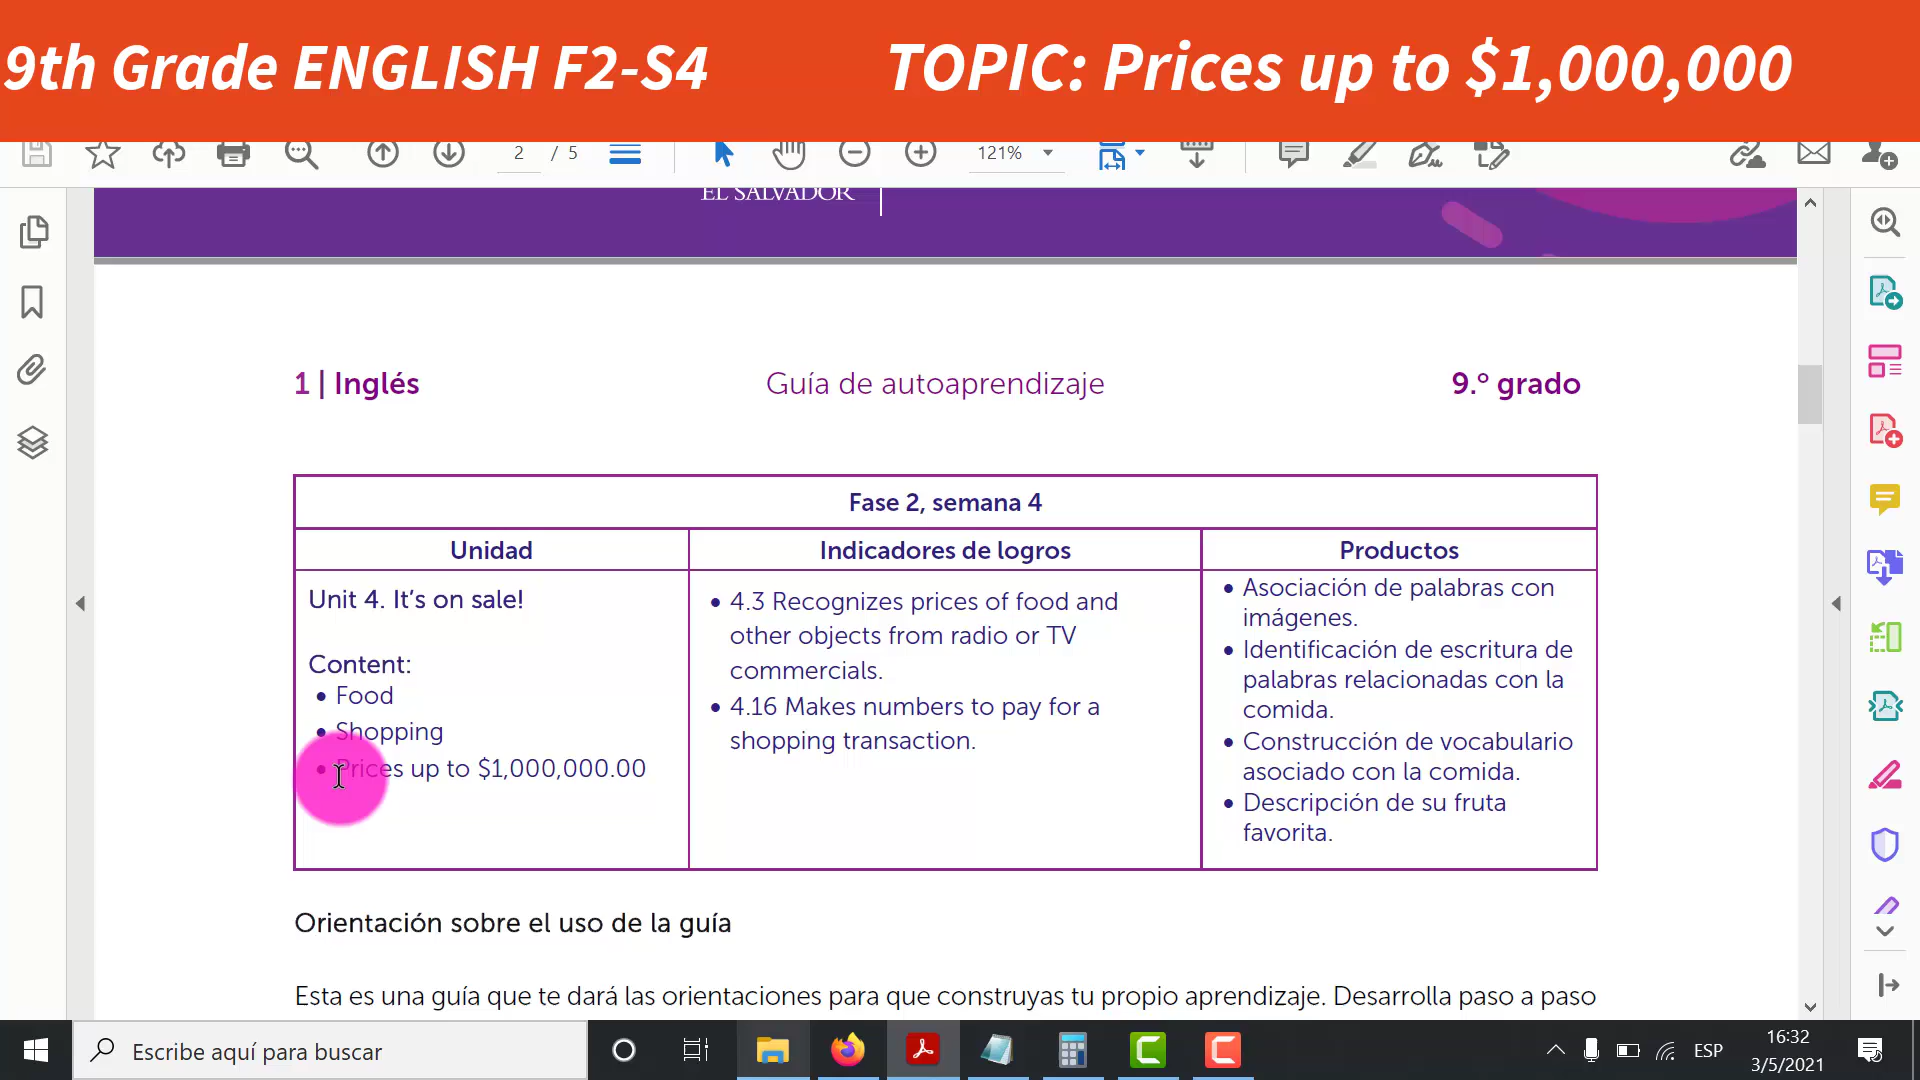 9th Grade ENGLISH F2-S4
TOPIC: Prices up to $1,000,000
2 / 5
121%
EL SALVADOR
1 | Inglés
Guía de autoaprendizaje
9.° grado
Fase 2, semana 4
Unidad
Indicadores de logros
Productos
Unit 4. It's on sale!
Content:
• Food
• Shopping
• Prices up to $1,000,000.00
• 4.3 Recognizes prices of food and
other objects from radio or TV
commercials.
• 4.16 Makes numbers to pay for a
shopping transaction.
• Asociación de palabras con
imágenes.
• Identificación de escritura de
palabras relacionadas con la
comida.
• Construcción de vocabulario
asociado con la comida.
• Descripción de su fruta
favorita.
Orientación sobre el uso de la guía
Esta es una guía que te dará las orientaciones para que construyas tu propio aprendizaje. Desarrolla paso a paso
Escribe aquí para buscar
ESP
16:32
3/5/2021